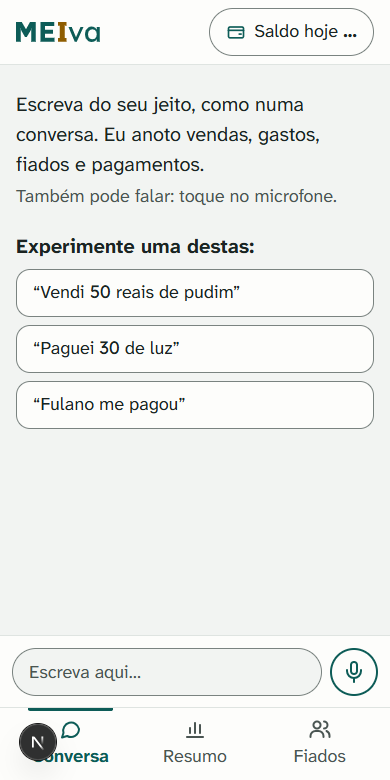 MEIva
Saldo hoje ...
Escreva do seu jeito, como numa
conversa. Eu anoto vendas, gastos,
fiados e pagamentos.
Também pode falar: toque no microfone.
Experimente uma destas:
“Vendi 50 reais de pudim”
“Paguei 30 de luz”
“Fulano me pagou”
Escreva aqui...
N
onversa Resumo Fiados